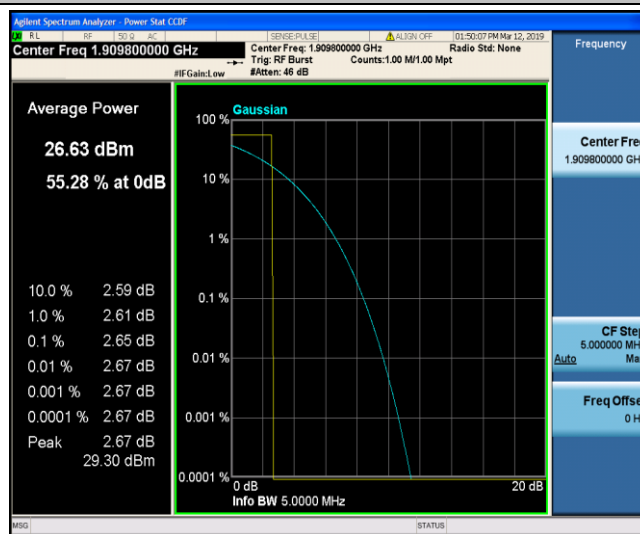 Agilent Spectrum Analyzer - Power Stat CCDF
RL RF 50 Ω AC SENSE:PULSE ALIGN OFF 01:50:07 PM Mar 12, 2019
Center Freq 1.909800000 GHz
Center Freq: 1.909800000 GHz Radio Std: None
Trig: RF Burst Counts:1.00 M/1.00 Mpt
#IFGain:Low #Atten: 46 dB
Frequency
Average Power
26.63 dBm
55.28 % at 0dB
10.0 % 2.59 dB
1.0 % 2.61 dB
0.1 % 2.65 dB
0.01 % 2.67 dB
0.001 % 2.67 dB
0.0001 % 2.67 dB
Peak 2.67 dB
29.30 dBm
Gaussian
100 %
10 %
1 %
0.1 %
0.01 %
0.001 %
0.0001 %
0 dB 20 dB
Info BW 5.0000 MHz
Center Fre
1.909800000 GH
CF Ste
5.000000 MH
Auto Ma
Freq Offse
0 H
MSG STATUS